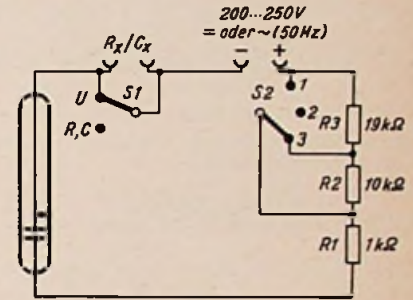 200...250V
= oder ~ (50Hz)
Rx/Cx
− +
U S1
R,C
S2 1
2
3
R3 19kΩ
R2 10kΩ
R1 1kΩ